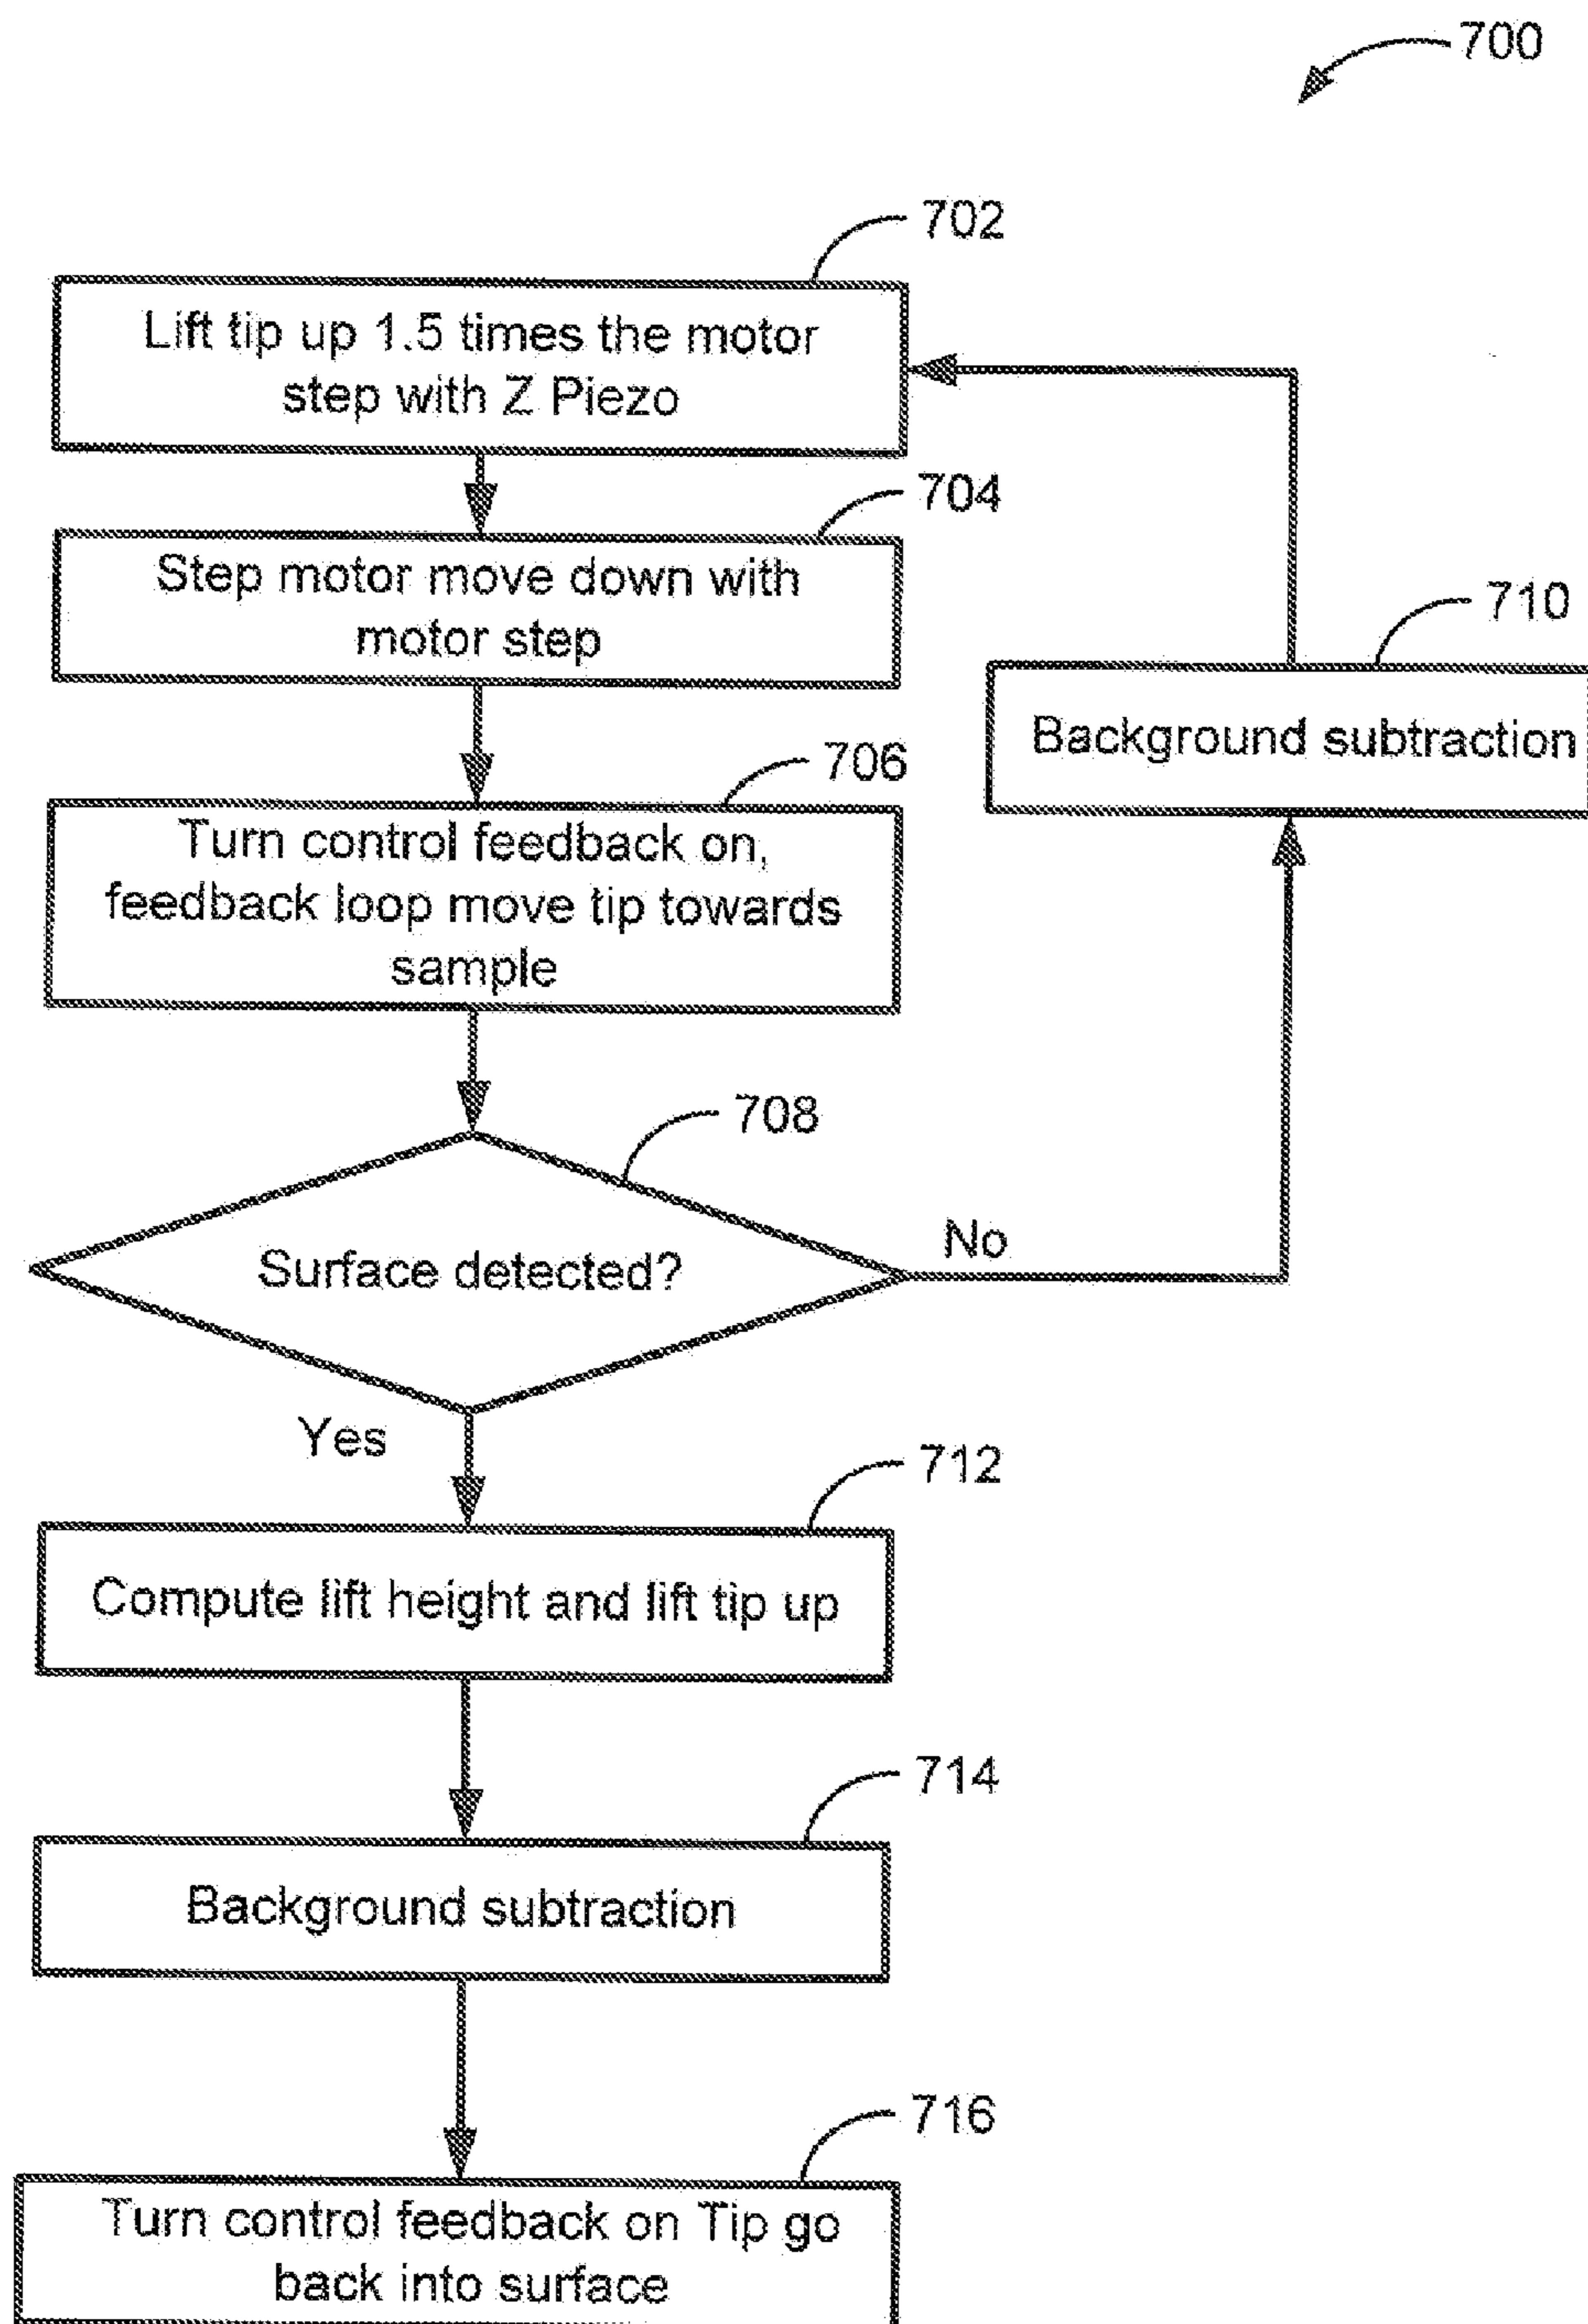 700
702
Lift tip up 1.5 times the motor
step with Z Piezo
704
Step motor move down with
motor step
710
Background subtraction
706
Turn control feedback on,
feedback loop move tip towards
sample
708
Surface detected?
No
Yes
712
Compute lift height and lift tip up
714
Background subtraction
716
Turn control feedback on Tip go
back into surface